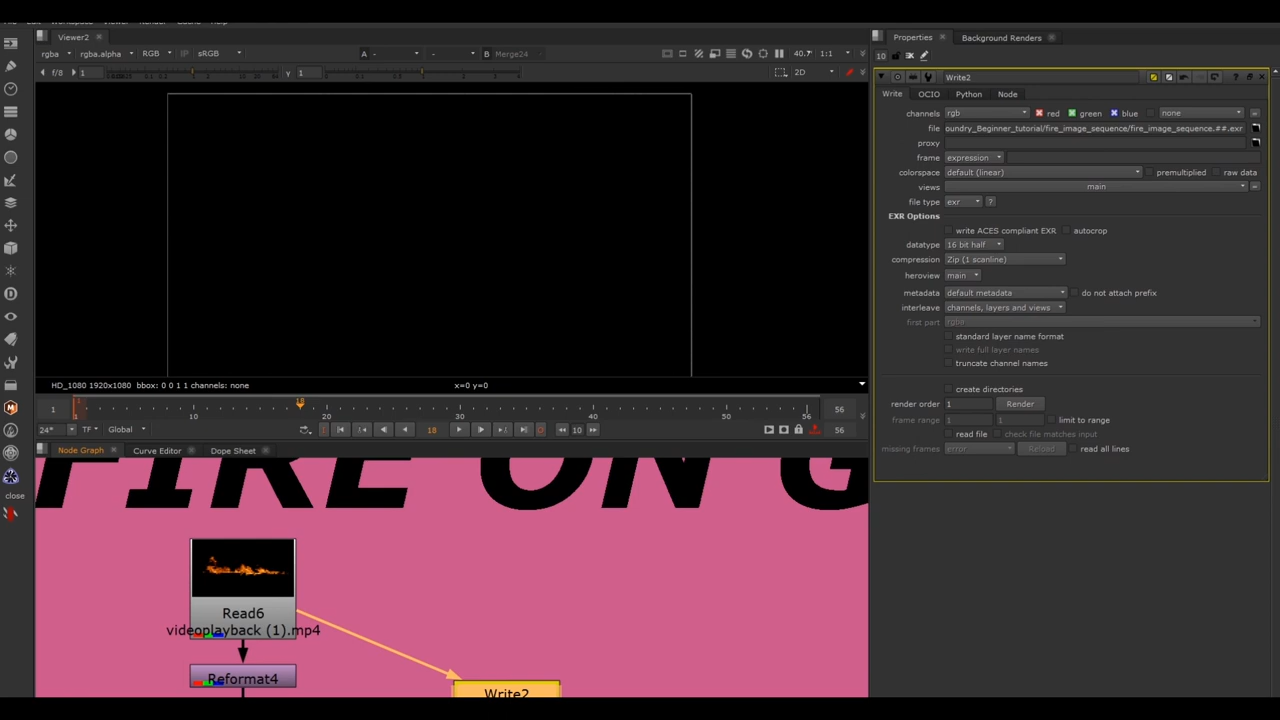 Viewer2
Properties
Background Renders
rgba
rgba.alpha
RGB
IP
sRGB
A
-
-
B
Merge24
40.7
1:1
10
f/8
1
Y
1
2D
Write2
Write
OCIO
Python
Node
channels
rgb
red
green
blue
none
file
oundry_Beginner_tutorial/fire_image_sequence/fire_image_sequence.##.exr
proxy
frame
expression
colorspace
default (linear)
premultiplied
raw data
views
main
file type
exr
?
EXR Options
write ACES compliant EXR
autocrop
datatype
16 bit half
compression
Zip (1 scanline)
heroview
main
metadata
default metadata
do not attach prefix
interleave
channels, layers and views
first part
rgba
standard layer name format
write full layer names
truncate channel names
create directories
render order
1
Render
frame range
1
1
limit to range
read file
check file matches input
missing frames
error
Reload
read all lines
HD_1080 1920x1080 bbox: 0 0 1 1 channels: none
x=0 y=0
1
1
1
10
18
20
30
40
50
56
56
24*
TF
Global
18
10
56
Node Graph
Curve Editor
Dope Sheet
close
FIRE ON G
Read6
videoplayback (1).mp4
Reformat4
Write2